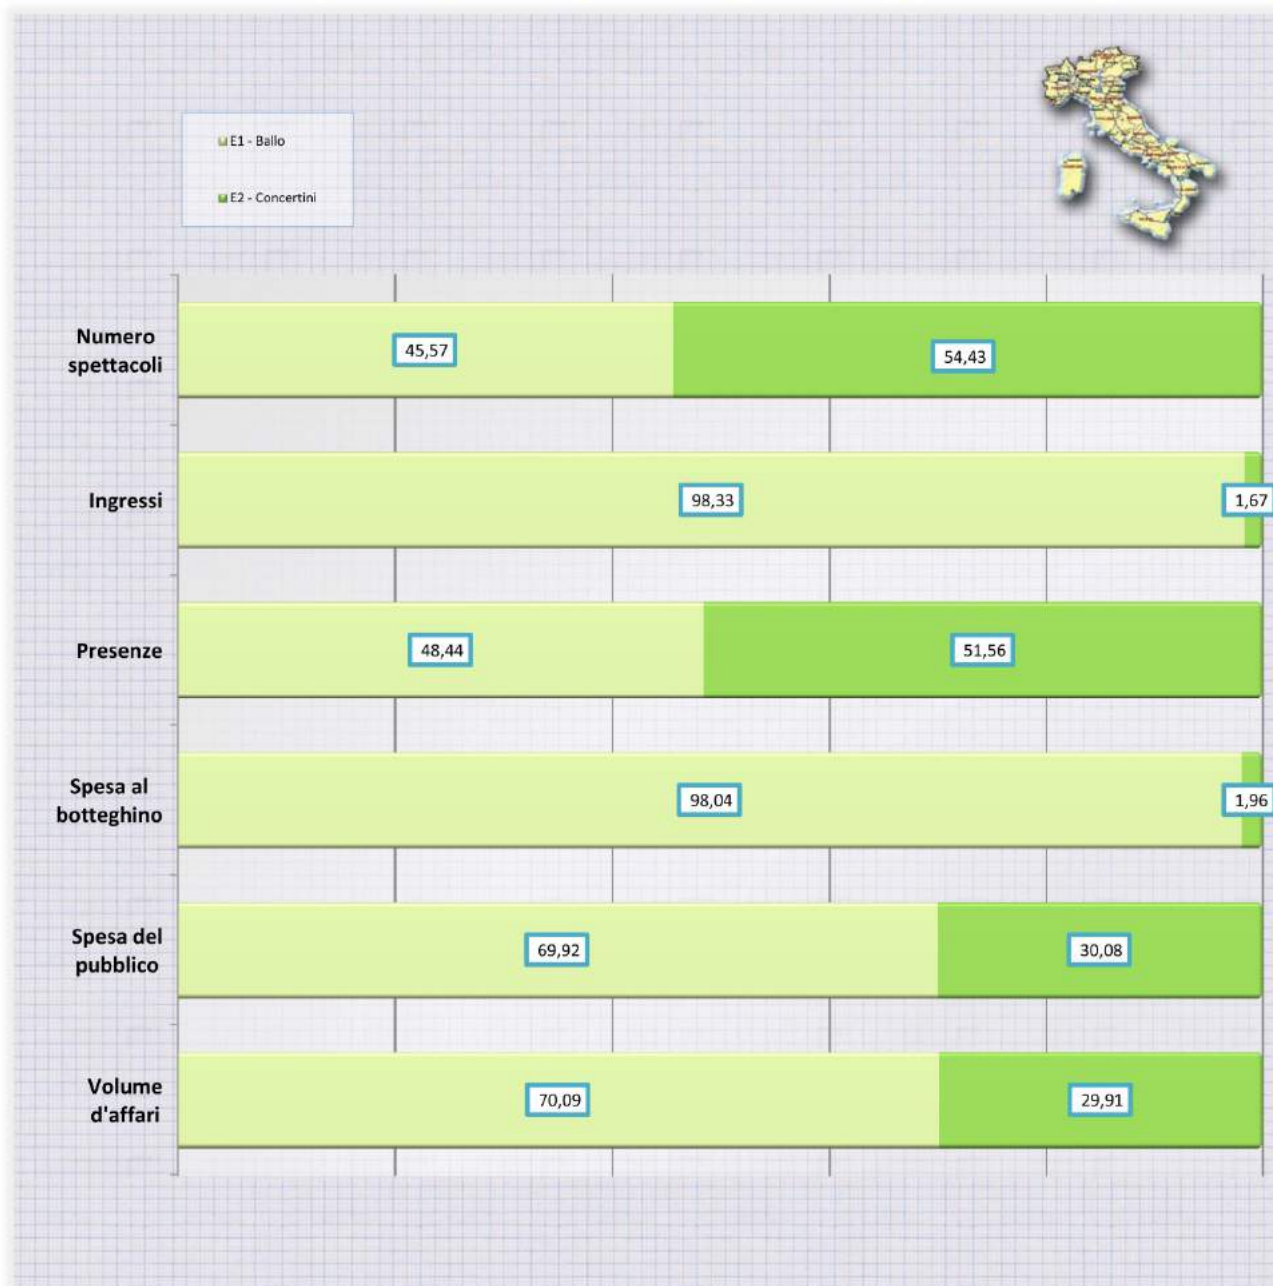 E1 - Ballo
E2 - Concertini
Numero
spettacoli
45,57
54,43
Ingressi
98,33
1,67
Presenze
48,44
51,56
Spesa al
botteghino
98,04
1,96
Spesa del
pubblico
69,92
30,08
Volume
d'affari
70,09
29,91